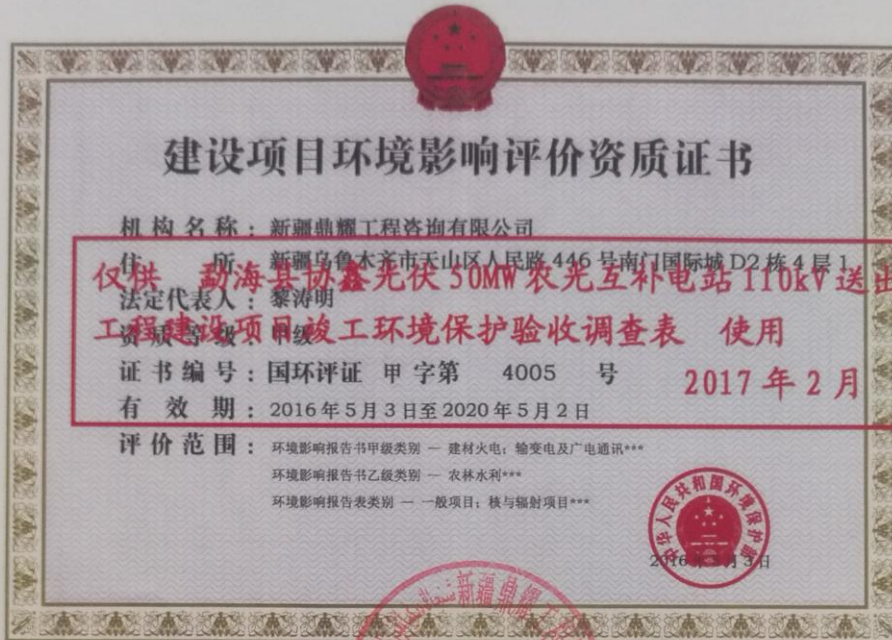 建设项目环境影响评价资质证书
机构名称：新疆鼎耀工程咨询有限公司
住所：新疆乌鲁木齐市天山区人民路446号南门国际城D2栋4层1
仅供 勐海县协鑫光伏50MW农光互补电站110kV送出
法定代表人：黎涛明
工程建设项目竣工环境保护验收调查表 使用
资质等级：甲级
证书编号：国环评证 甲 字第 4005 号
2017年2月
有效期：2016年5月3日至2020年5月2日
评价范围：环境影响报告书甲级类别 — 建材火电；输变电及广电通讯***
环境影响报告书乙级类别 — 农林水利***
环境影响报告表类别 — 一般项目；核与辐射项目***
中华人民共和国环境保护部
2016年5月3日
新疆鼎耀工